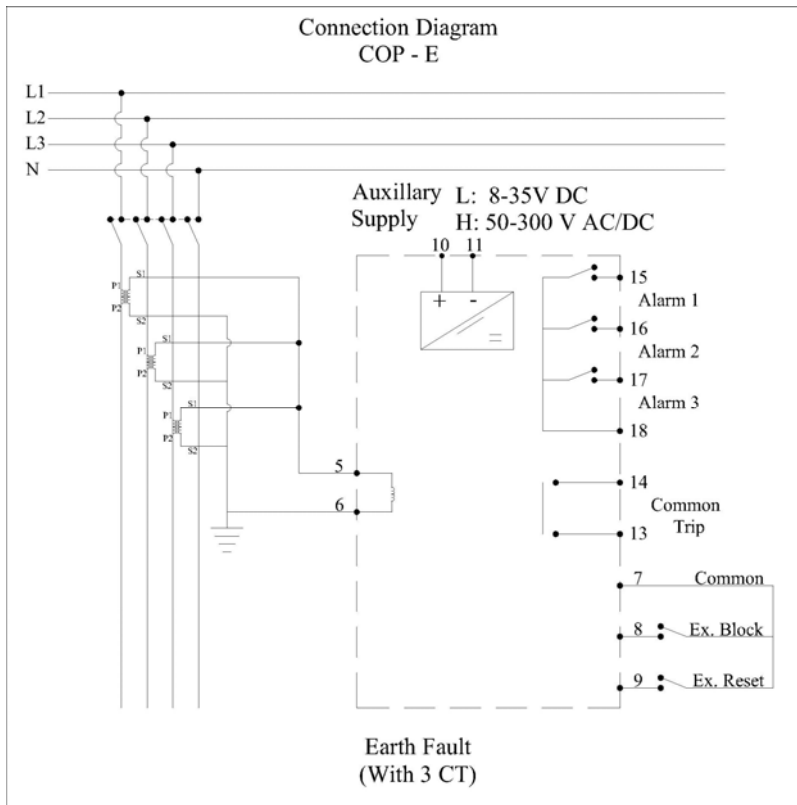 Connection Diagram
COP - E
L1
L2
L3
N
Auxillary Supply
L: 8-35V DC
H: 50-300 V AC/DC
10 11
+ -
15
Alarm 1
16
Alarm 2
17
Alarm 3
18
S1
P1
P2
S2
S1
P1
P2
S2
S1
P1
P2
S2
5
6
14
Common
Trip
13
7 Common
8 Ex. Block
9 Ex. Reset
Earth Fault
(With 3 CT)